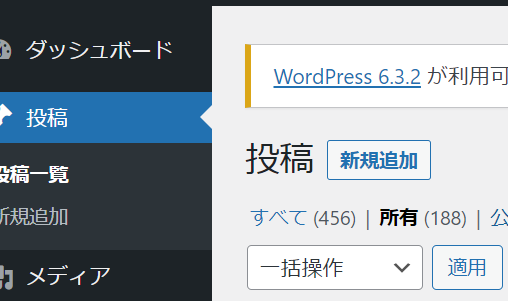 ダッシュボード
投稿
投稿一覧
新規追加
メディア
WordPress 6.3.2 が利用可
投稿 新規追加
すべて (456) | 所有 (188) | 公
一括操作 適用